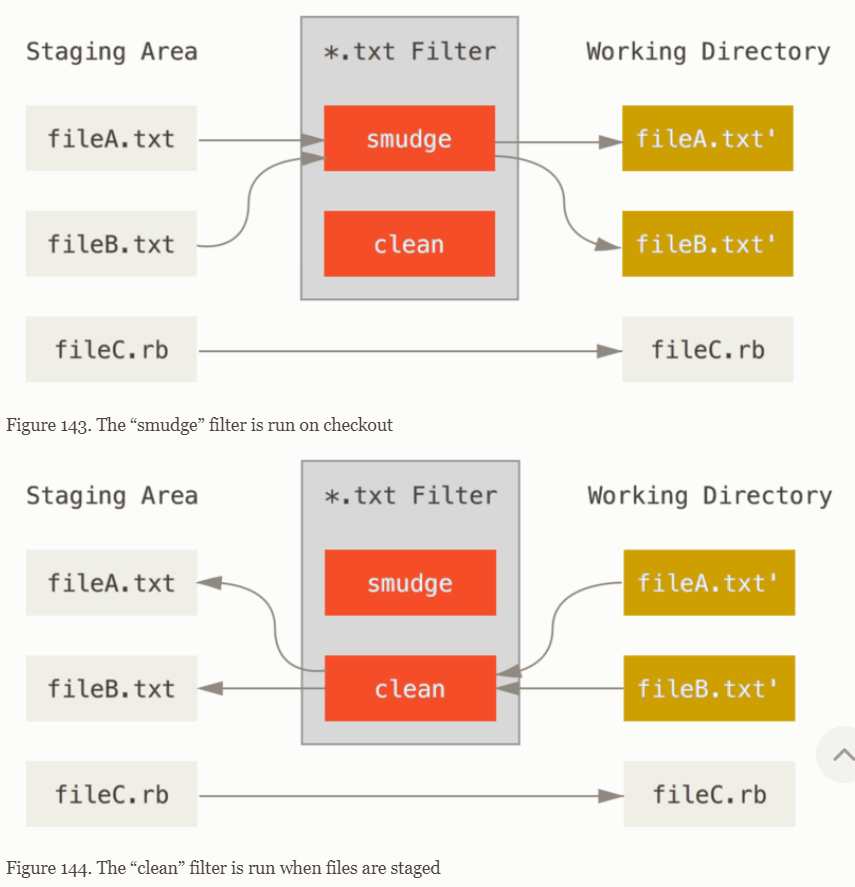 Staging Area *.txt Filter Working Directory
fileA.txt smudge fileA.txt'
fileB.txt clean fileB.txt'
fileC.rb fileC.rb
Figure 143. The “smudge” filter is run on checkout
Staging Area *.txt Filter Working Directory
fileA.txt smudge fileA.txt'
fileB.txt clean fileB.txt'
fileC.rb fileC.rb
Figure 144. The “clean” filter is run when files are staged